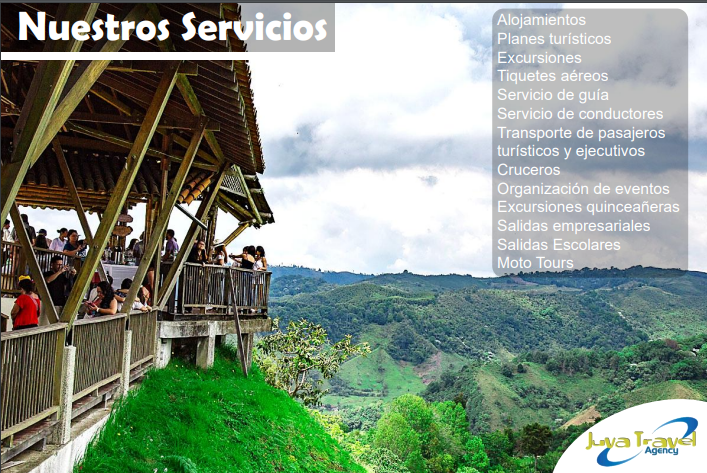 Nuestros Servicios
Alojamientos
Planes turísticos
Excursiones
Tiquetes aéreos
Servicio de guía
Servicio de conductores
Transporte de pasajeros
turísticos y ejecutivos
Cruceros
Organización de eventos
Excursiones quinceañeras
Salidas empresariales
Salidas Escolares
Moto Tours
Juya Travel
Agency